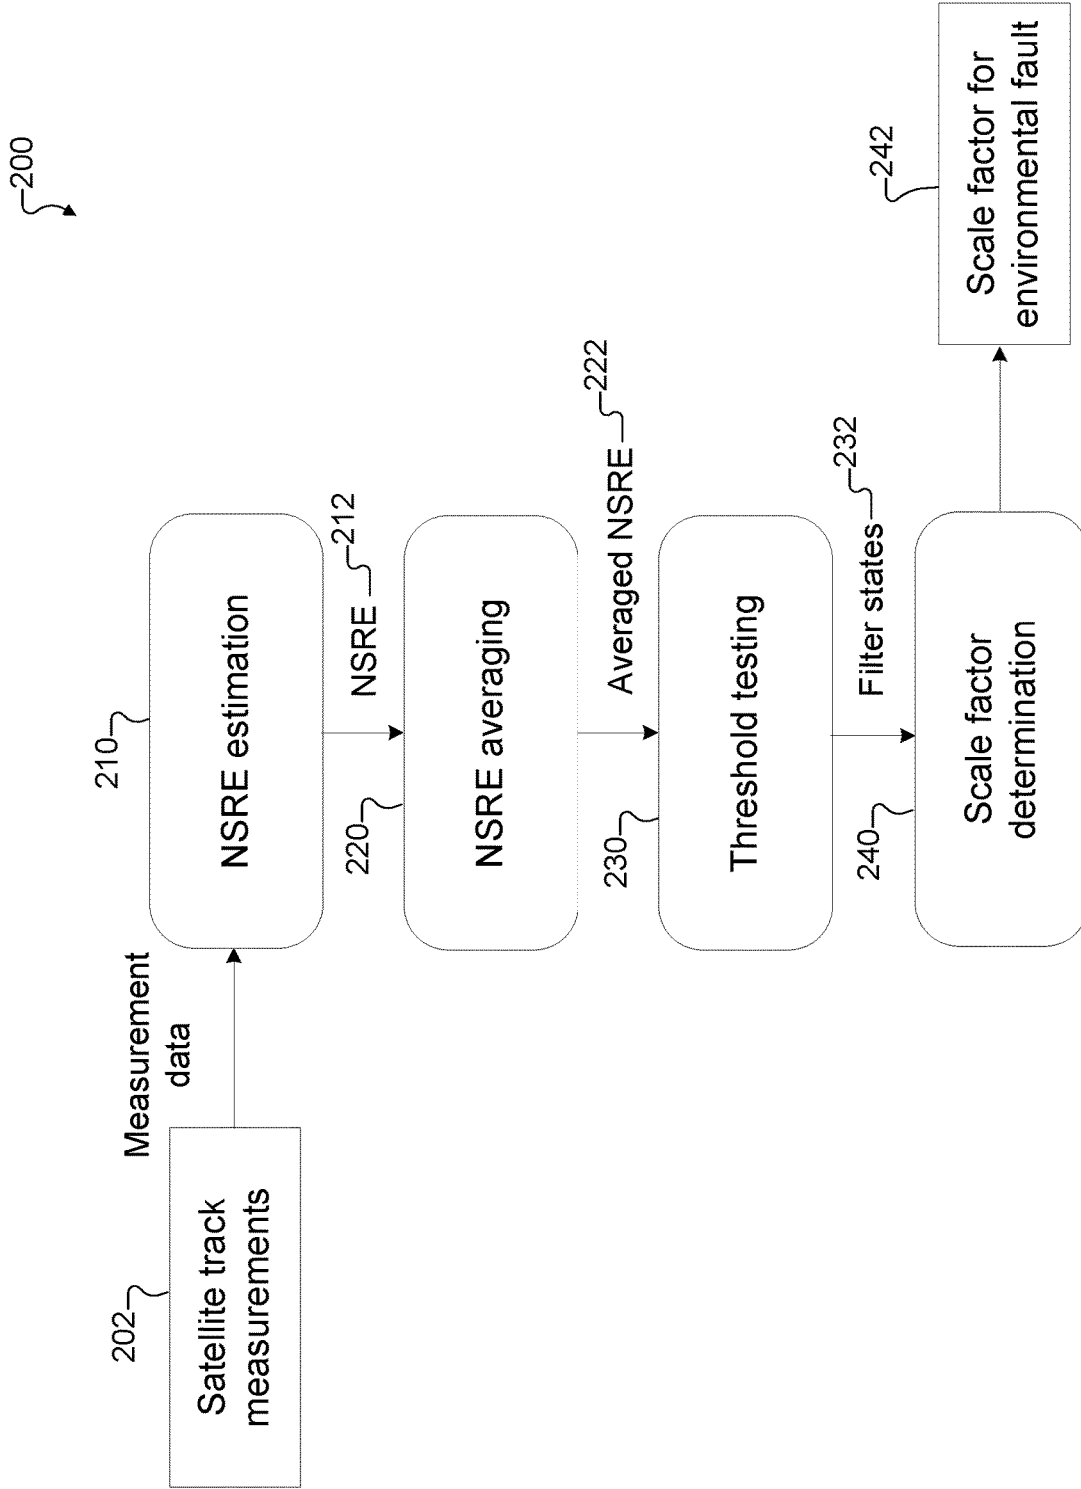 200
202
Satellite track
measurements
Measurement
data
210
NSRE estimation
NSRE 212
220
NSRE averaging
Averaged NSRE 222
230
Threshold testing
Filter states 232
240
Scale factor
determination
242
Scale factor for
environmental fault